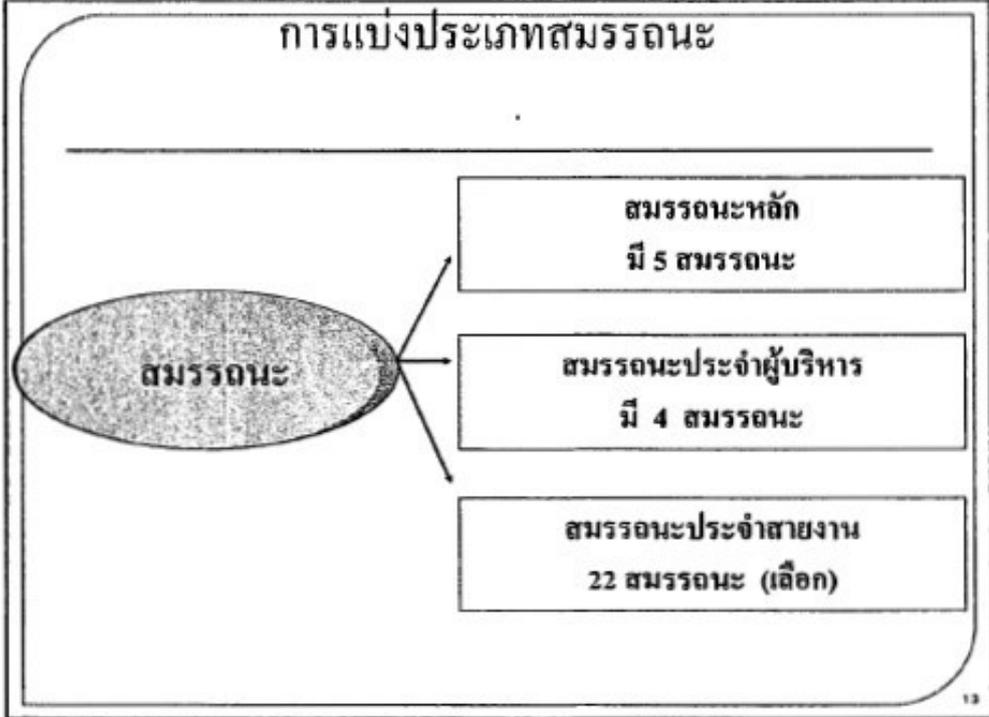 การแบ่งประเภทสมรรถนะ
สมรรถนะหลัก
มี 5 สมรรถนะ
สมรรถนะ
สมรรถนะประจำผู้บริหาร
มี 4 สมรรถนะ
สมรรถนะประจำสายงาน
22 สมรรถนะ (เลือก)
13